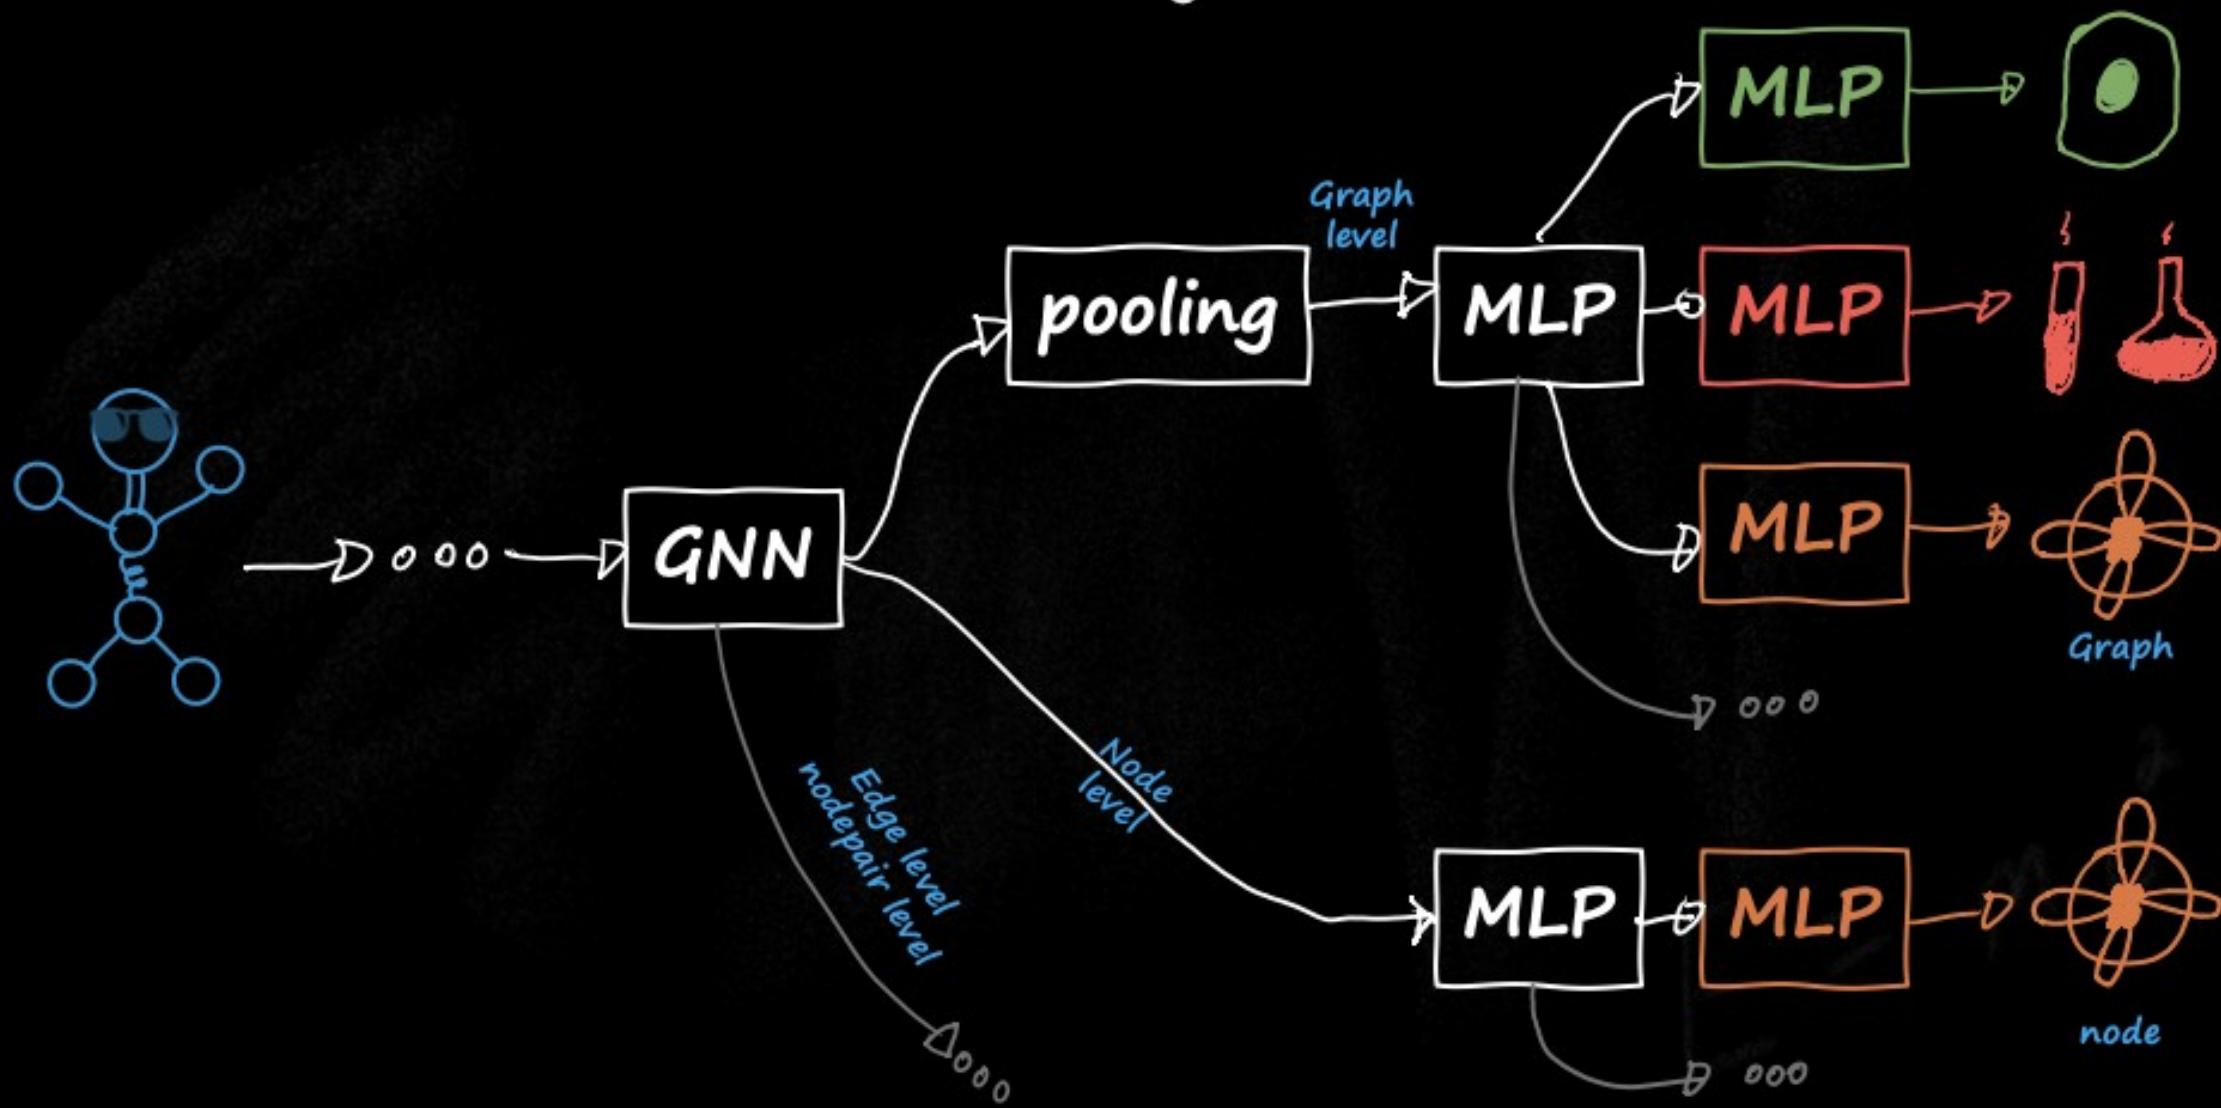 MLP
Graph
level
pooling
MLP
MLP
GNN
MLP
Graph
Node
level
Edge level
nodepair level
MLP
MLP
node